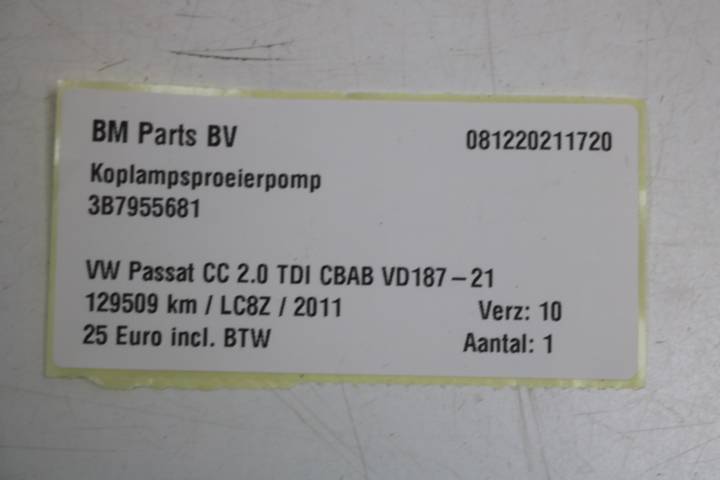 BM Parts BV 081220211720
Koplampsproeierpomp
3B7955681
VW Passat CC 2.0 TDI CBAB VD187-21
129509 km / LC8Z / 2011 Verz: 10
25 Euro incl. BTW Aantal: 1